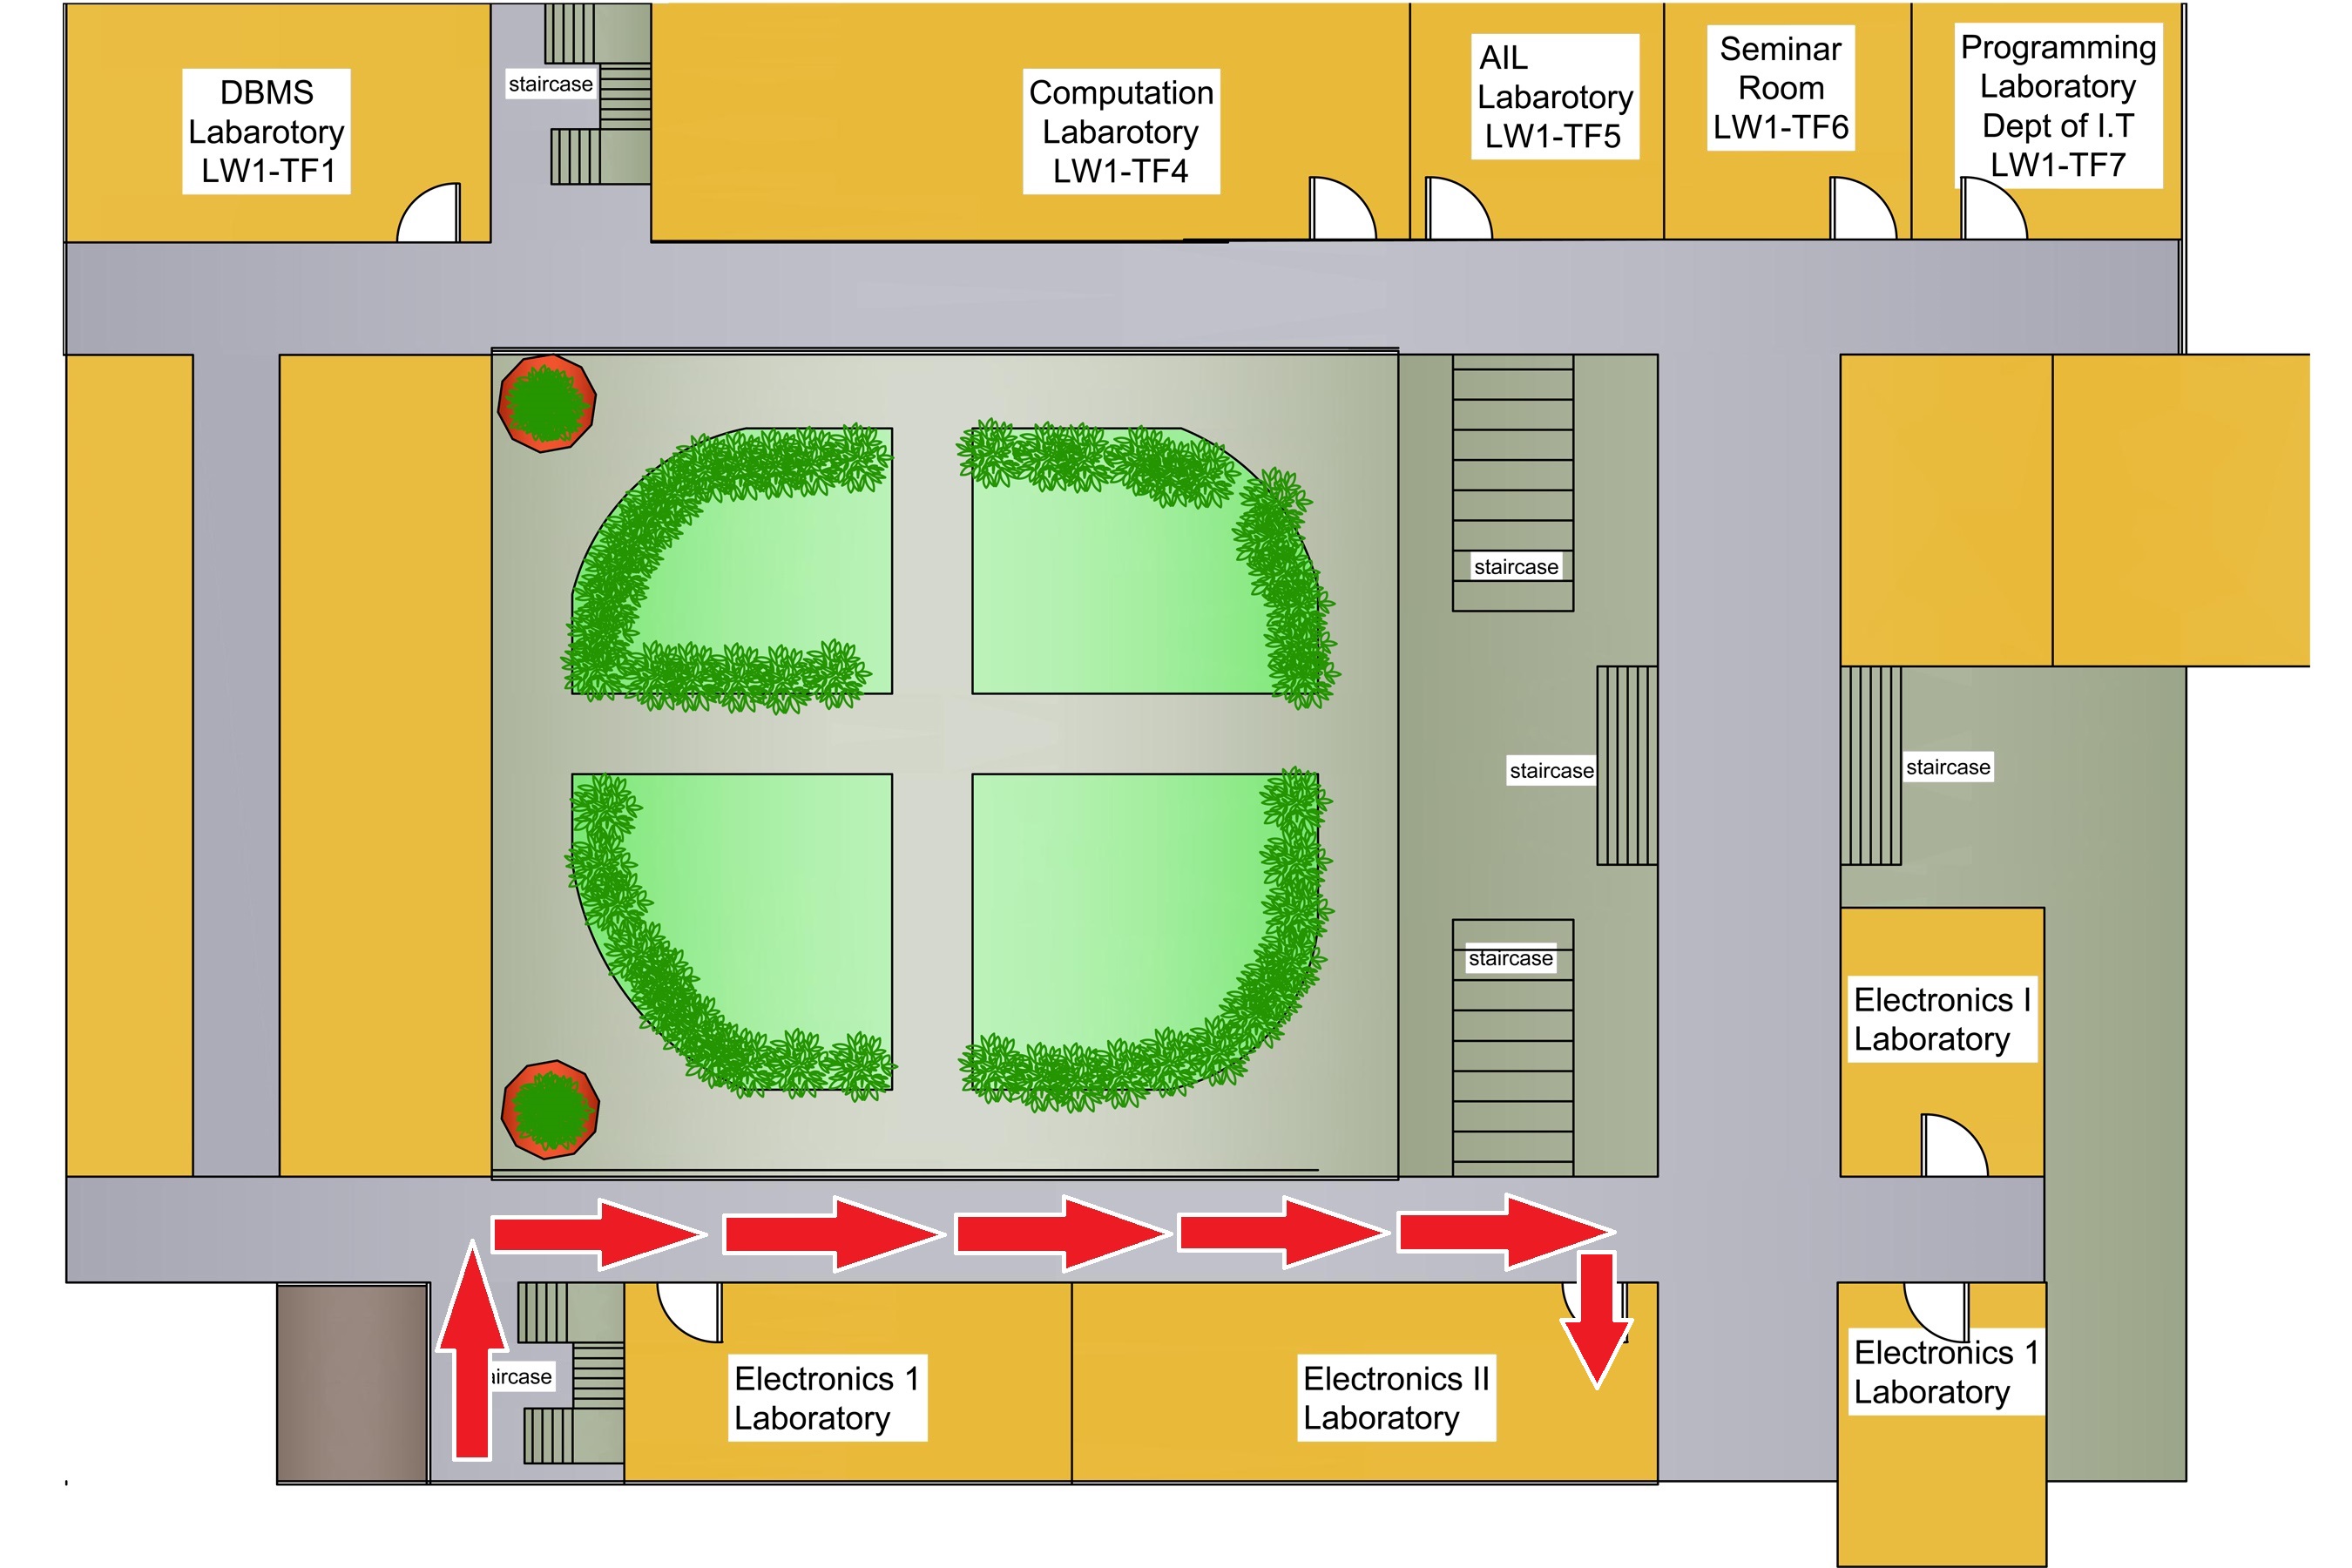 DBMS
Labarotory
LW1-TF1
staircase
Computation
Labarotory
LW1-TF4
AIL
Labarotory
LW1-TF5
Seminar
Room
LW1-TF6
Programming
Laboratory
Dept of I.T
LW1-TF7
staircase
staircase
staircase
staircase
Electronics I
Laboratory
aircase
Electronics 1
Laboratory
Electronics II
Laboratory
Electronics 1
Laboratory